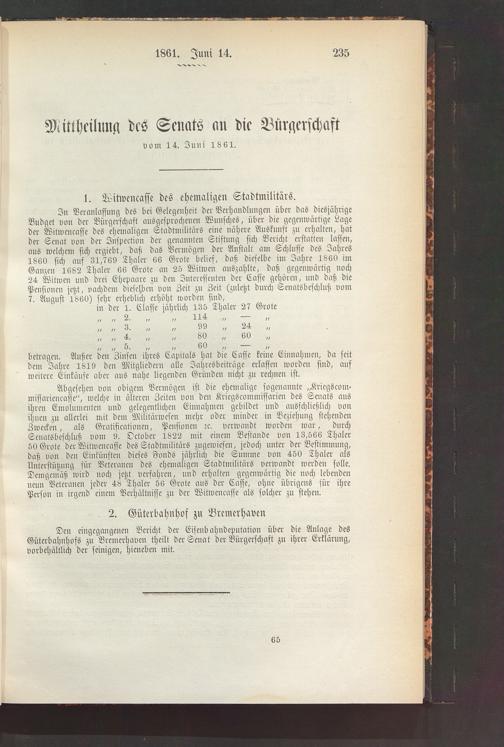 1861. Juni 14.
235
Mittheilung des Senats an die Bürgerschaft
vom 14. Juni 1861.
1. Witwencasse des ehemaligen Stadtmilitärs.
In Veranlassung des bei Gelegenheit der Verhandlungen über das diesjährige
Budget von der Bürgerschaft ausgesprochenen Wunsches, über die gegenwärtige Lage
der Witwencasse des ehemaligen Stadtmilitärs eine nähere Auskunft zu erhalten, hat
der Senat von der Inspection der genannten Stiftung sich Bericht erstatten lassen,
aus welchem sich ergiebt, daß das Vermögen der Anstalt am Schlusse des Jahres
1860 sich auf 31,769 Thaler 66 Grote belief, daß dieselbe im Jahre 1860 im
Ganzen 1682 Thaler 66 Grote an 25 Witwen auszahlte, daß gegenwärtig noch
24 Witwen und drei Ehepaare zu den Interessenten der Casse gehören, und daß die
Pensionen jetzt, nachdem dieselben von Zeit zu Zeit (zuletzt durch Senatsbeschluß vom
7. August 1860) sehr erheblich erhöht worden sind,
in der 1. Classe jährlich 135 Thaler 27 Grote
„ „ 2. „ „ 114 „ — „
„ „ 3. „ „ 99 „ 24 „
„ „ 4. „ „ 80 „ 60 „
„ „ 5. „ „ 60 „ — „
betragen. Außer den Zinsen ihres Capitals hat die Casse keine Einnahmen, da seit
dem Jahre 1819 den Mitgliedern alle Jahresbeiträge erlassen worden sind, auf
weitere Einkäufe aber aus nahe liegenden Gründen nicht zu rechnen ist.
Abgesehen von obigem Vermögen ist die ehemalige sogenannte „Kriegscom-
missariencasse", welche in älteren Zeiten von den Kriegscommissarien des Senats aus
ihren Emolumenten und gelegentlichen Einnahmen gebildet und ausschließlich von
ihnen zu allerlei mit dem Militärwesen mehr oder minder in Beziehung stehenden
Zwecken, als Gratificationen, Pensionen ꝛc. verwandt worden war, durch
Senatsbeschluß vom 9. October 1822 mit einem Bestande von 13,566 Thaler
50 Grote der Witwencasse des Stadtmilitärs zugewiesen, jedoch unter der Bestimmung,
daß von den Einkünften dieses Fonds jährlich die Summe von 450 Thaler als
Unterstützung für Veteranen des ehemaligen Stadtmilitärs verwandt werden solle.
Demgemäß wird noch jetzt verfahren, und erhalten gegenwärtig die noch lebenden
neun Veteranen jeder 48 Thaler 56 Grote aus der Casse, ohne übrigens für ihre
Person in irgend einem Verhältnisse zu der Witwencasse als solcher zu stehen.
2. Güterbahnhof zu Bremerhaven
Den eingegangenen Bericht der Eisenbahndeputation über die Anlage des
Güterbahnhofs zu Bremerhaven theilt der Senat der Bürgerschaft zu ihrer Erklärung,
vorbehältlich der seinigen, hieneben mit.
65